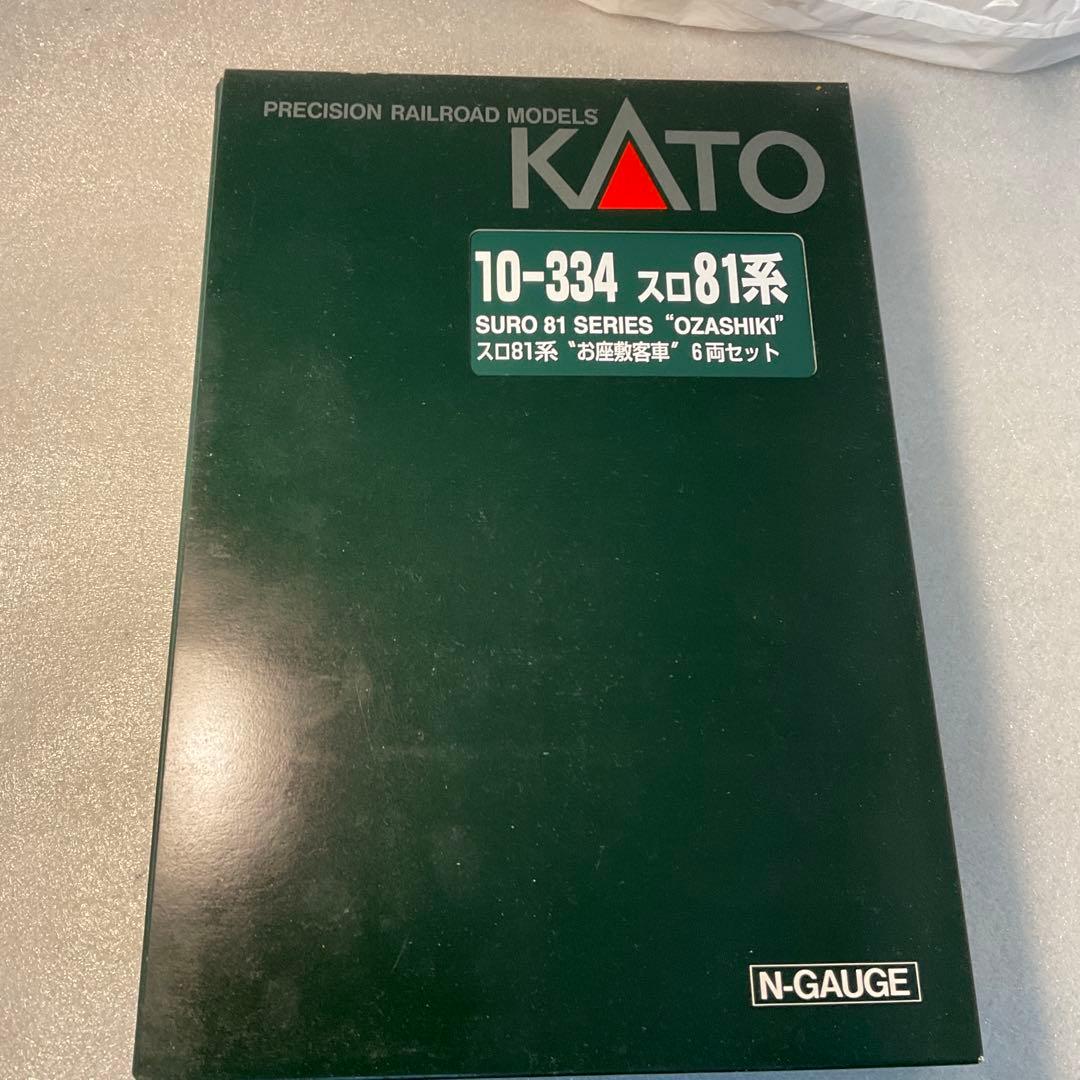 PRECISION RAILROAD MODELS
KATO
10-334 スロ81系
SURO 81 SERIES “OZASHIKI”
スロ81系〝お座敷客車〞6両セット
N-GAUGE